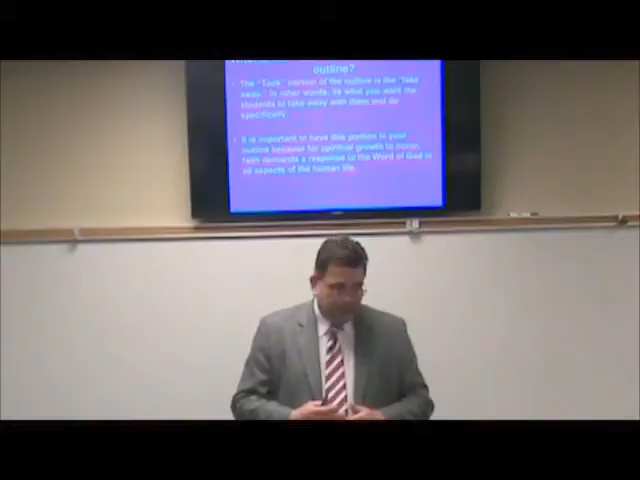 outline?
The "Took" portion of the outline is the "take
away." In other words, its what you want the
students to take away with them and do
specifically.
It is important to have this portion in your
outline because for spiritual growth to occur,
faith demands a response to the Word of God in
all aspects of the human life.